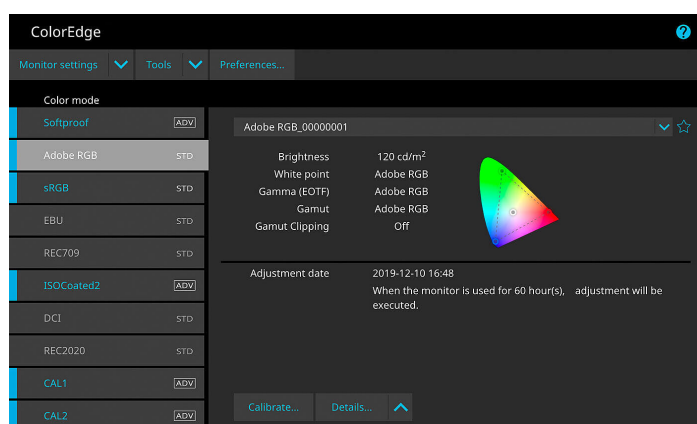 ColorEdge
?
Monitor settings Tools Preferences...
Color mode
Softproof ADV
Adobe RGB STD
sRGB STD
EBU STD
REC709 STD
ISOCoated2 ADV
DCI STD
REC2020 STD
CAL1 ADV
CAL2 ADV
Adobe RGB_00000001
Brightness 120 cd/m²
White point Adobe RGB
Gamma (EOTF) Adobe RGB
Gamut Adobe RGB
Gamut Clipping Off
Adjustment date 2019-12-10 16:48
When the monitor is used for 60 hour(s), adjustment will be
executed.
Calibrate... Details...